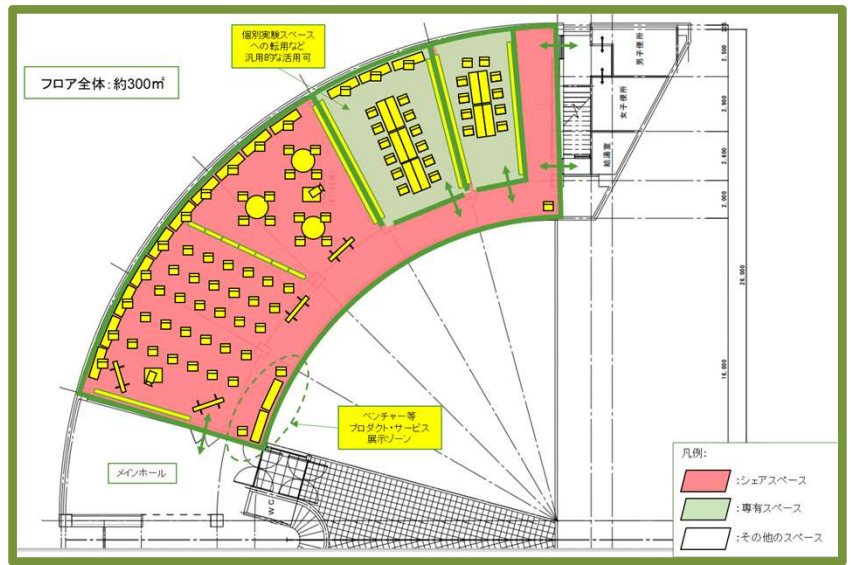 個別実験スペース
への転用など
汎用的な活用可
フロア全体：約300㎡
男子便所
女子便所
給湯室
2,500
2,900
2,600
2,000
26,000
16,000
ベンチャー等
プロダクト・サービス
展示ゾーン
メインホール
WC
凡例：
：シェアスペース
：専有スペース
：その他のスペース